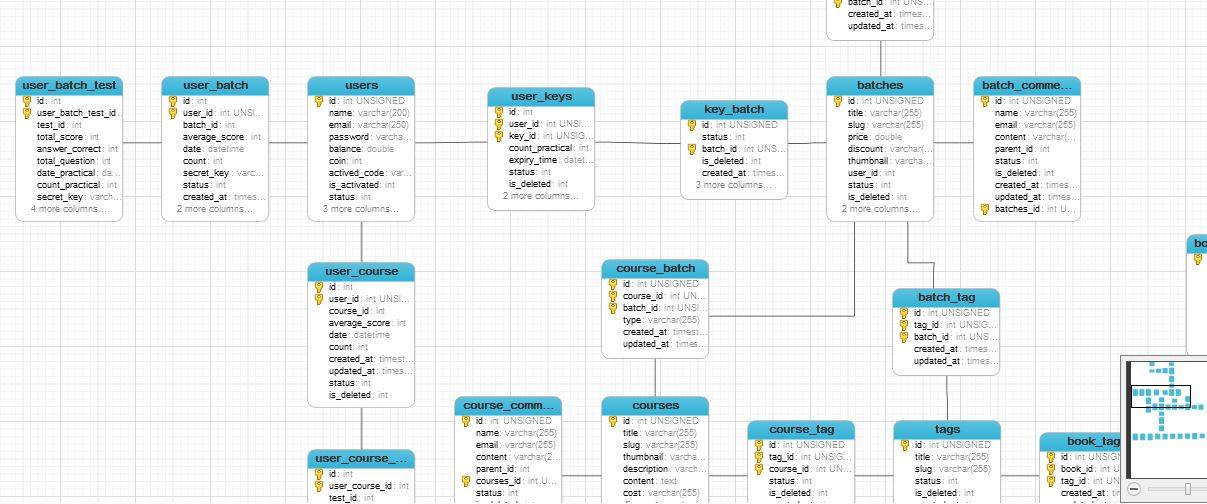 batch_id: int UNS...
created_at: times...
updated_at: times...
user_batch_test
id: int
user_batch_test_id
test_id: int
total_score: int
answer_correct: int
total_question: int
date_practical: da...
count_practical: int
secret_key: varch...
4 more columns...
user_batch
id: int
user_id: int UNSI...
batch_id: int
average_score: int
date: datetime
count: int
secret_key: varc...
status: int
created_at: times...
2 more columns...
users
id: int UNSIGNED
name: varchar(200)
email: varchar(250)
password: varcha...
balance: double
coin: int
actived_code: var...
is_activated: int
status: int
3 more columns...
user_keys
id: int
user_id: int UNSI...
key_id: int UNSIG...
count_practical: int
expiry_time: datet...
status: int
is_deleted: int
2 more columns...
key_batch
id: int UNSIGNED
status: int
batch_id: int UNS...
is_deleted: int
created_at: times...
3 more columns...
batches
id: int UNSIGNED
title: varchar(255)
slug: varchar(255)
price: double
discount: varchar(...
thumbnail: varcha...
user_id: int
status: int
is_deleted: int
2 more columns...
batch_comme...
id: int UNSIGNED
name: varchar(255)
email: varchar(255)
content: varchar(...
parent_id: int
status: int
is_deleted: int
created_at: times...
updated_at: times...
batches_id: int U...
user_course
id: int
user_id: int UNSI...
course_id: int
average_score: int
date: datetime
count: int
created_at: timest...
updated_at: times...
status: int
is_deleted: int
course_batch
id: int UNSIGNED
course_id: int UN...
batch_id: int UNSI...
type: varchar(255)
created_at: timest...
updated_at: times...
batch_tag
id: int UNSIGNED
tag_id: int UNSIG...
batch_id: int UNS...
created_at: times...
updated_at: times...
bo
user_course_...
id: int
user_course_id: int
test_id: int
course_comm...
id: int UNSIGNED
name: varchar(255)
email: varchar(255)
content: varchar(2...
parent_id: int
courses_id: int U...
status: int
courses
id: int UNSIGNED
title: varchar(255)
slug: varchar(255)
thumbnail: varcha...
description: varch...
content: text
cost: varchar(255)
course_tag
id: int UNSIGNED
tag_id: int UNSIG...
course_id: int UN...
status: int
is_deleted: int
tags
id: int UNSIGNED
title: varchar(255)
slug: varchar(255)
status: int
is_deleted: int
book_tag
id: int UNSIGNED
book_id: int U
tag_id: int UN
created_at: tim